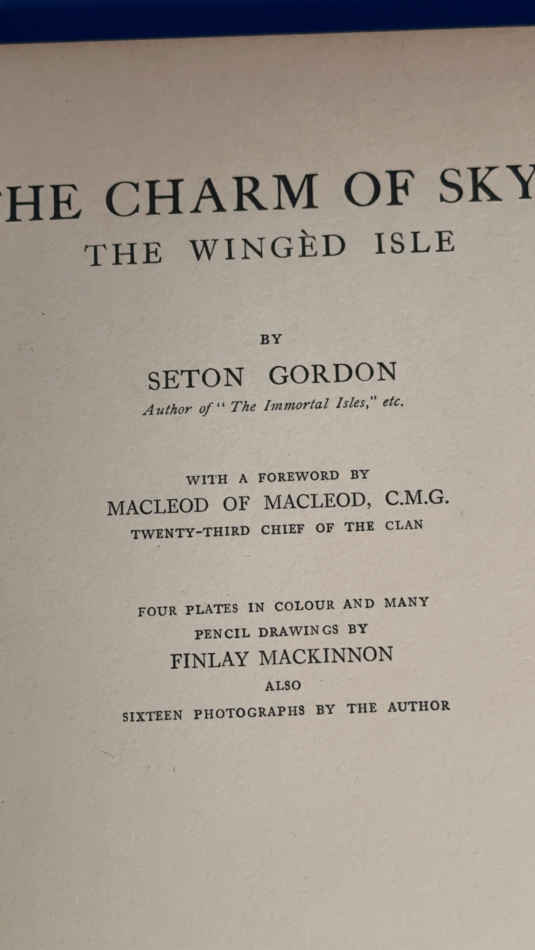 THE CHARM OF SKY
THE WINGÈD ISLE
BY
SETON GORDON
Author of "The Immortal Isles," etc.
WITH A FOREWORD BY
MACLEOD OF MACLEOD, C.M.G.
TWENTY-THIRD CHIEF OF THE CLAN
FOUR PLATES IN COLOUR AND MANY
PENCIL DRAWINGS BY
FINLAY MACKINNON
ALSO
SIXTEEN PHOTOGRAPHS BY THE AUTHOR